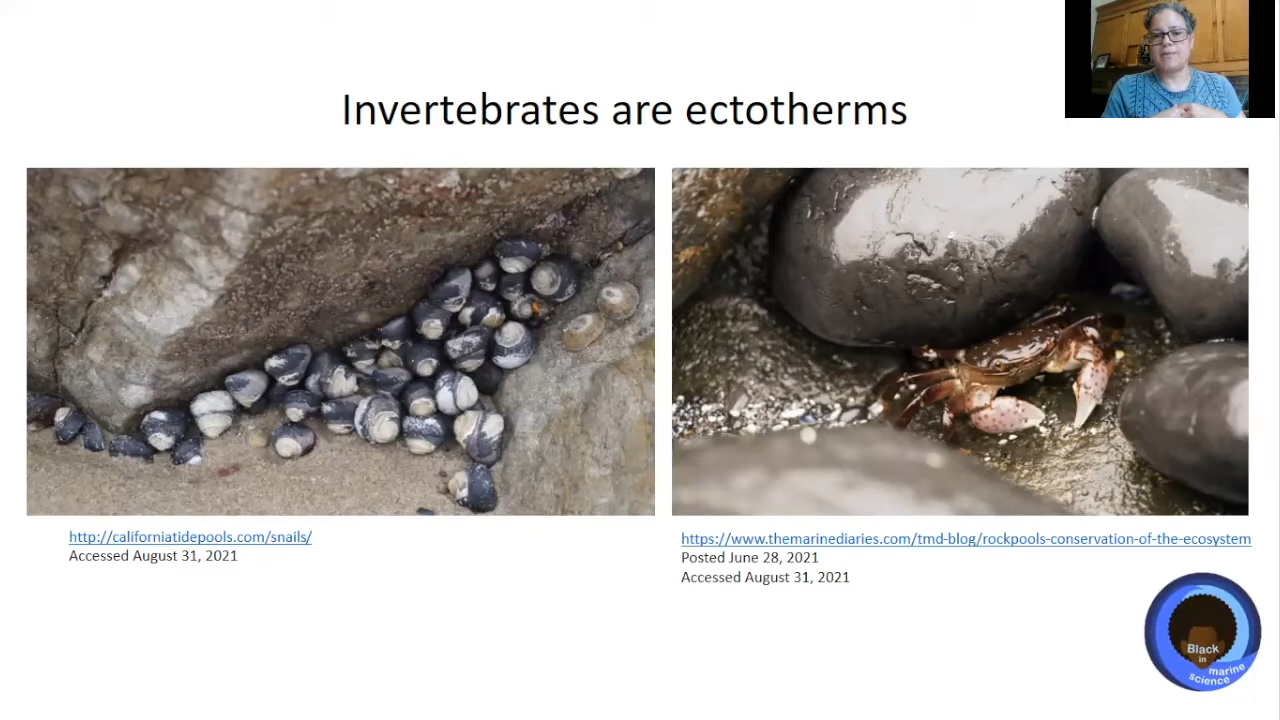 Invertebrates are ectotherms
http://californiatidepools.com/snails/
Accessed August 31, 2021
https://www.themarinediaries.com/tmd-blog/rockpools-conservation-of-the-ecosystem
Posted June 28, 2021
Accessed August 31, 2021
Black
in
marine
science